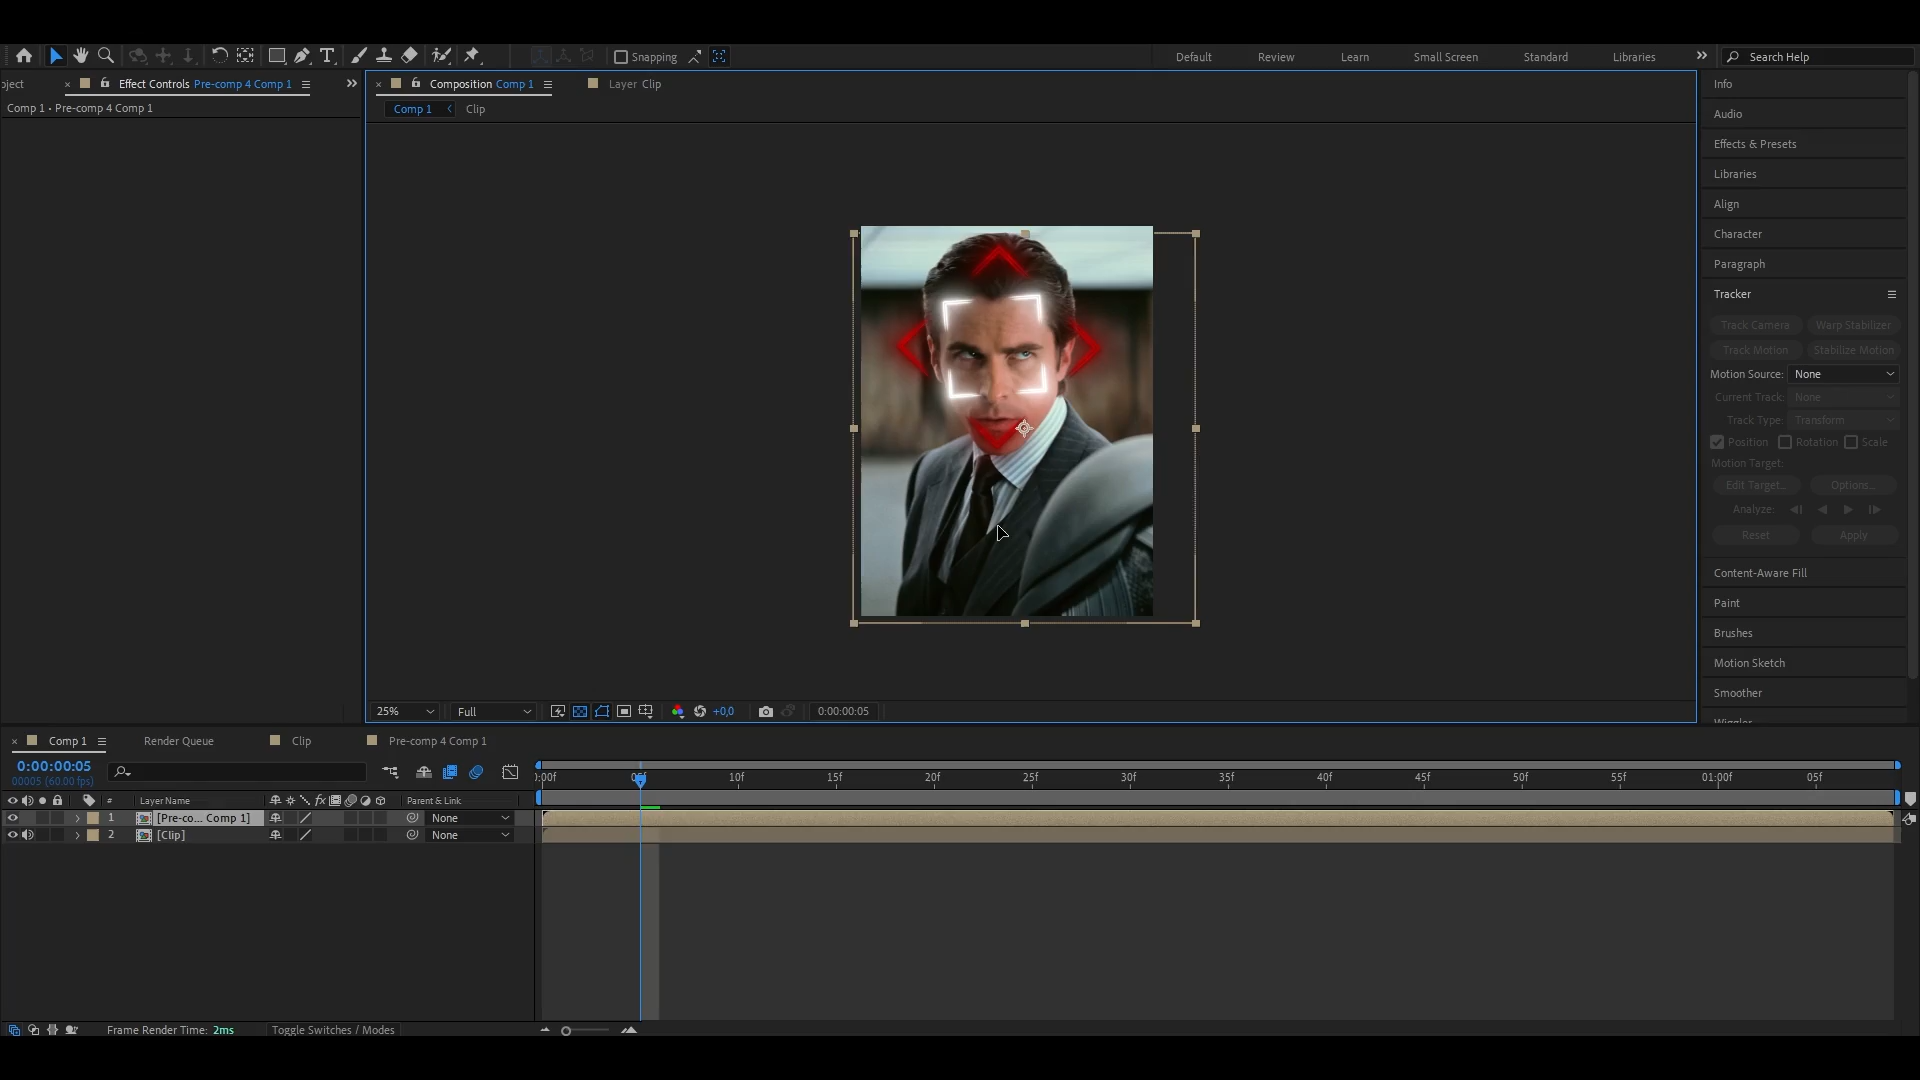 Snapping
Default
Review
Learn
Small Screen
Standard
Libraries
Search Help
oject
Effect Controls Pre-comp 4 Comp 1
Composition Comp 1
Layer Clip
Comp 1 • Pre-comp 4 Comp 1
Comp 1
Clip
Info
Audio
Effects & Presets
Libraries
Align
Character
Paragraph
Tracker
Track Camera
Warp Stabilizer
Track Motion
Stabilize Motion
Motion Source: None
Current Track: None
Track Type: Transform
Position
Rotation
Scale
Motion Target:
Edit Target...
Options...
Analyze:
Reset
Apply
Content-Aware Fill
Paint
Brushes
Motion Sketch
Smoother
Wiggler
25%
Full
+0,0
0:00:00:05
Comp 1
Render Queue
Clip
Pre-comp 4 Comp 1
0:00:00:05
00005 (60.00 fps)
):00f
05f
10f
15f
20f
25f
30f
35f
40f
45f
50f
55f
01:00f
05f
#
Layer Name
fx
Parent & Link
1
[Pre-co... Comp 1]
None
2
[Clip]
None
Frame Render Time: 2ms
Toggle Switches / Modes